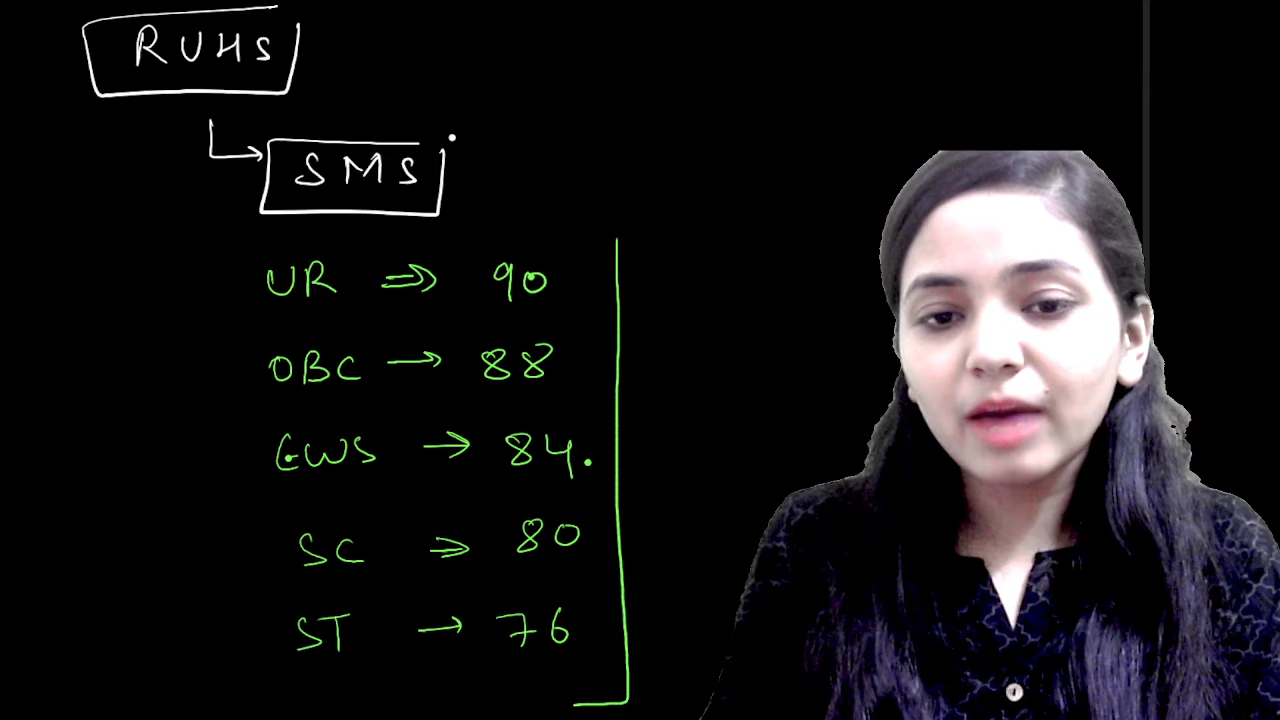 RUHS
SMS
UR ⇒ 90
OBC → 88
EWS → 84.
SC ⇒ 80
ST → 76